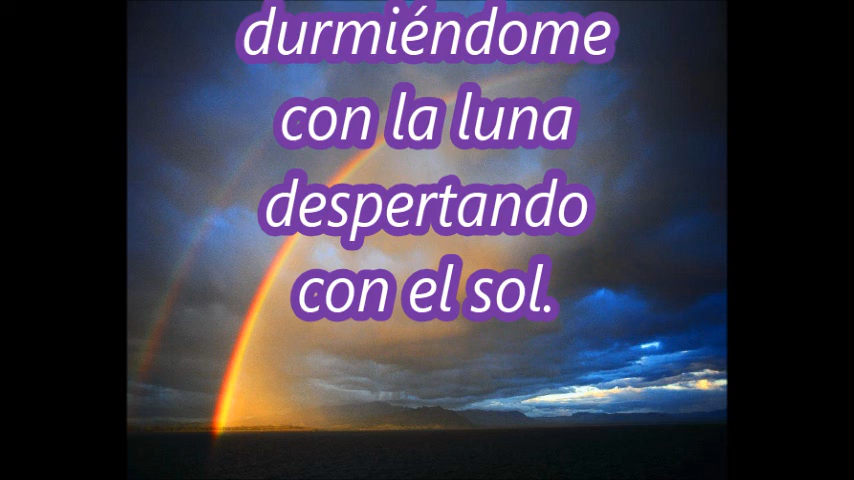 durmiéndome
con la luna
despertando
con el sol.